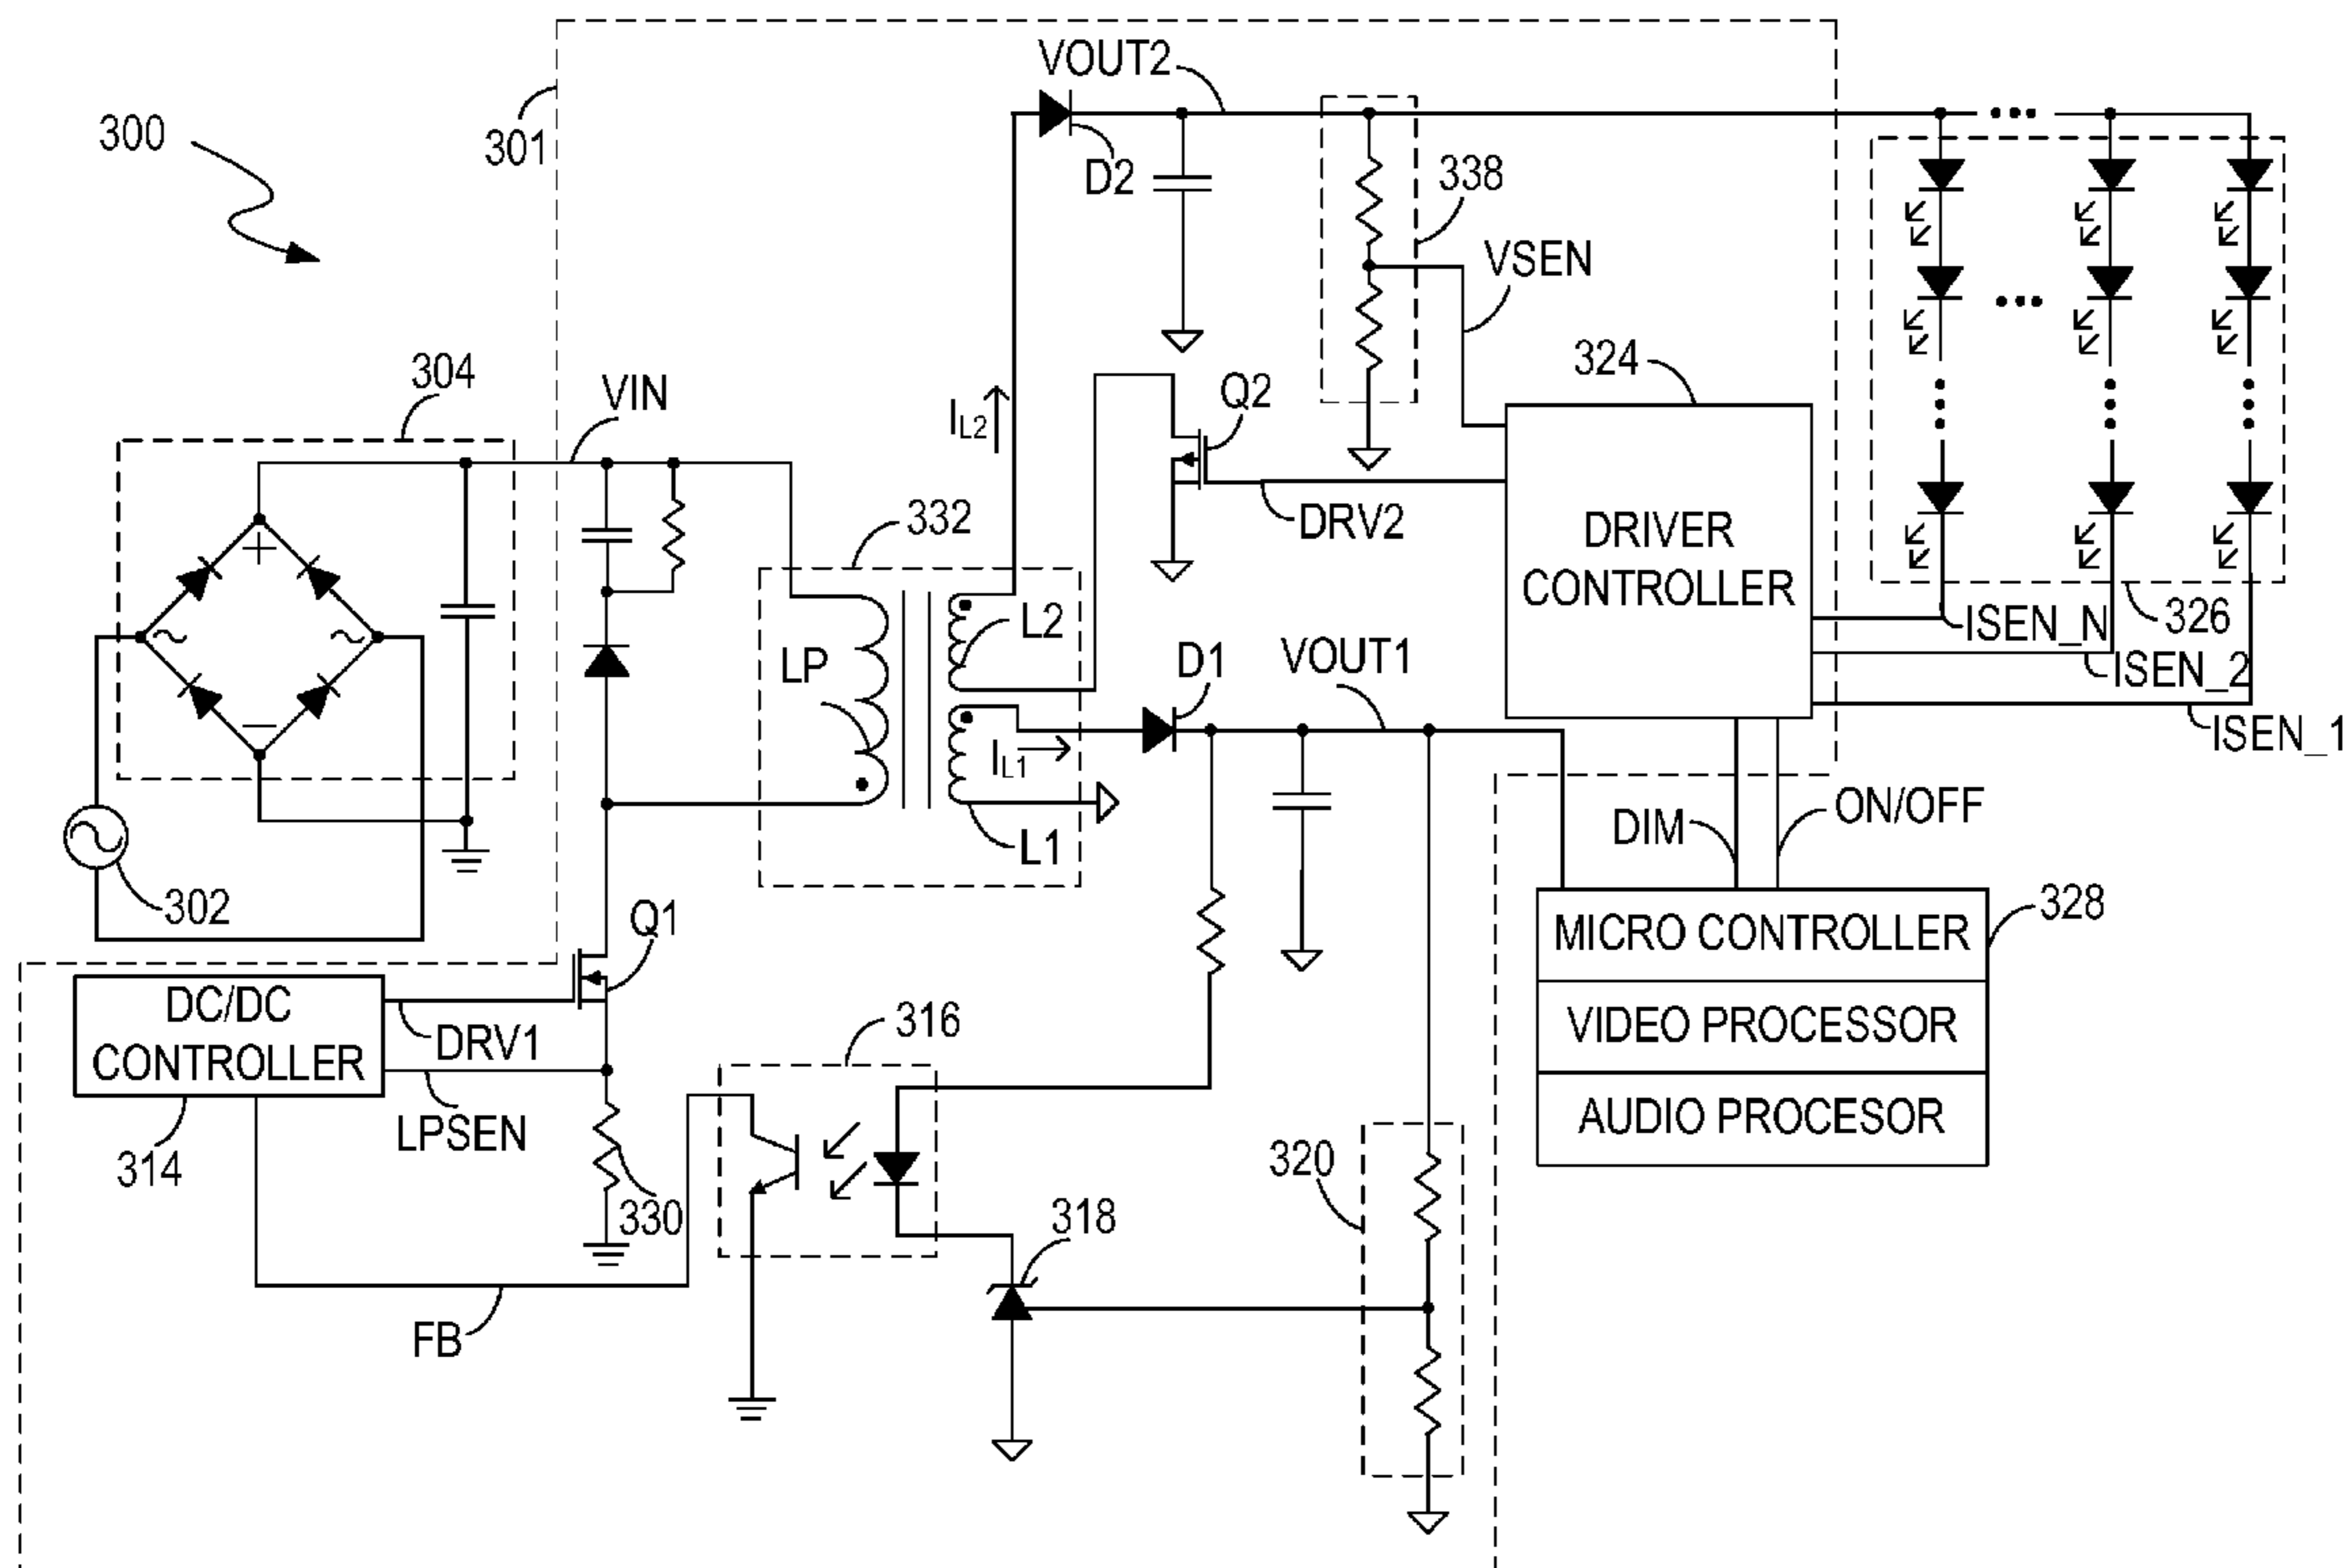 VOUT2
300
301
D2
338
VSEN
304
VIN
I_L2
Q2
324
332
DRV2
DRIVER
CONTROLLER
LP
L2
D1
VOUT1
ISEN_N
326
ISEN_2
ISEN_1
I_L1
L1
DIM
ON/OFF
302
Q1
MICRO CONTROLLER
328
VIDEO PROCESSOR
AUDIO PROCESOR
DC/DC
CONTROLLER
DRV1
316
LPSEN
314
330
320
318
FB